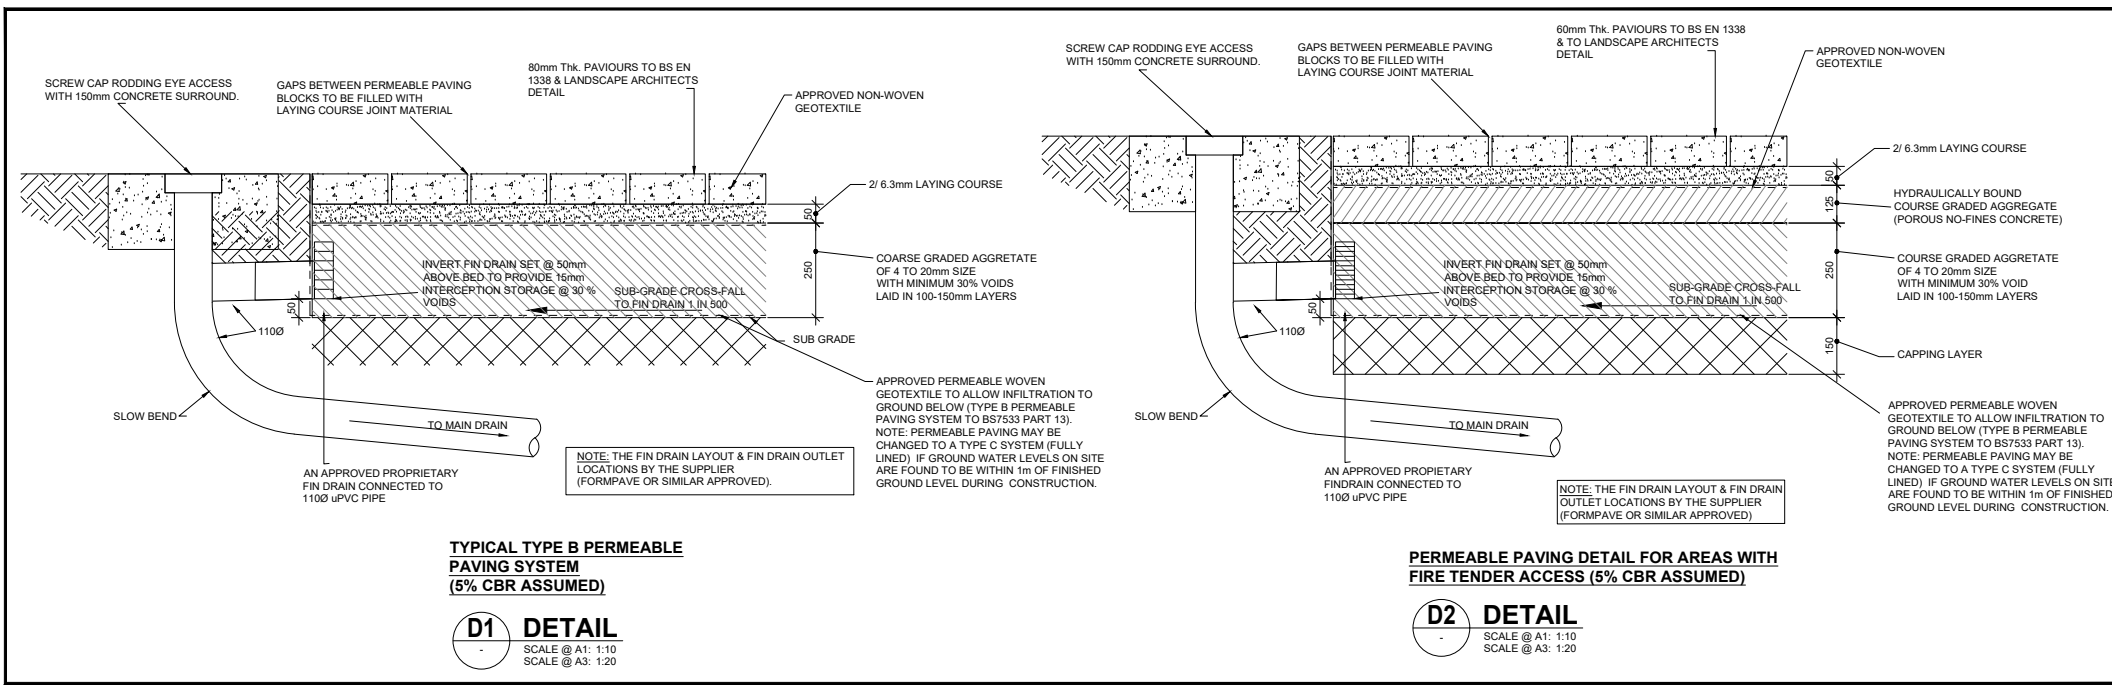 SCREW CAP RODDING EYE ACCESS
WITH 150mm CONCRETE SURROUND.
GAPS BETWEEN PERMEABLE PAVING
BLOCKS TO BE FILLED WITH
LAYING COURSE JOINT MATERIAL
80mm Thk. PAVIOURS TO BS EN
1338 & LANDSCAPE ARCHITECTS
DETAIL
APPROVED NON-WOVEN
GEOTEXTILE
2/ 6.3mm LAYING COURSE
50
250
COARSE GRADED AGGRETATE
OF 4 TO 20mm SIZE
WITH MINIMUM 30% VOIDS
LAID IN 100-150mm LAYERS
INVERT FIN DRAIN SET @ 50mm
ABOVE BED TO PROVIDE 15mm
INTERCEPTION STORAGE @ 30 %
VOIDS
SUB-GRADE CROSS-FALL
TO FIN DRAIN 1 IN 500
50
110Ø
SUB GRADE
SLOW BEND
TO MAIN DRAIN
APPROVED PERMEABLE WOVEN
GEOTEXTILE TO ALLOW INFILTRATION TO
GROUND BELOW (TYPE B PERMEABLE
PAVING SYSTEM TO BS7533 PART 13).
NOTE: PERMEABLE PAVING MAY BE
CHANGED TO A TYPE C SYSTEM (FULLY
LINED) IF GROUND WATER LEVELS ON SITE
ARE FOUND TO BE WITHIN 1m OF FINISHED
GROUND LEVEL DURING CONSTRUCTION.
AN APPROVED PROPRIETARY
FIN DRAIN CONNECTED TO
110Ø uPVC PIPE
NOTE: THE FIN DRAIN LAYOUT & FIN DRAIN OUTLET
LOCATIONS BY THE SUPPLIER
(FORMPAVE OR SIMILAR APPROVED).
TYPICAL TYPE B PERMEABLE
PAVING SYSTEM
(5% CBR ASSUMED)
D1
-
DETAIL
SCALE @ A1: 1:10
SCALE @ A3: 1:20
SCREW CAP RODDING EYE ACCESS
WITH 150mm CONCRETE SURROUND.
GAPS BETWEEN PERMEABLE PAVING
BLOCKS TO BE FILLED WITH
LAYING COURSE JOINT MATERIAL
60mm Thk. PAVIOURS TO BS EN 1338
& TO LANDSCAPE ARCHITECTS
DETAIL
APPROVED NON-WOVEN
GEOTEXTILE
2/ 6.3mm LAYING COURSE
50
125
HYDRAULICALLY BOUND
COURSE GRADED AGGREGATE
(POROUS NO-FINES CONCRETE)
250
COURSE GRADED AGGRETATE
OF 4 TO 20mm SIZE
WITH MINIMUM 30% VOID
LAID IN 100-150mm LAYERS
INVERT FIN DRAIN SET @ 50mm
ABOVE BED TO PROVIDE 15mm
INTERCEPTION STORAGE @ 30 %
VOIDS
SUB-GRADE CROSS-FALL
TO FIN DRAIN 1 IN 500
50
110Ø
150
CAPPING LAYER
SLOW BEND
TO MAIN DRAIN
APPROVED PERMEABLE WOVEN
GEOTEXTILE TO ALLOW INFILTRATION TO
GROUND BELOW (TYPE B PERMEABLE
PAVING SYSTEM TO BS7533 PART 13).
NOTE: PERMEABLE PAVING MAY BE
CHANGED TO A TYPE C SYSTEM (FULLY
LINED) IF GROUND WATER LEVELS ON SITE
ARE FOUND TO BE WITHIN 1m OF FINISHED
GROUND LEVEL DURING CONSTRUCTION.
AN APPROVED PROPIETARY
FINDRAIN CONNECTED TO
110Ø uPVC PIPE
NOTE: THE FIN DRAIN LAYOUT & FIN DRAIN
OUTLET LOCATIONS BY THE SUPPLIER
(FORMPAVE OR SIMILAR APPROVED)
PERMEABLE PAVING DETAIL FOR AREAS WITH
FIRE TENDER ACCESS (5% CBR ASSUMED)
D2
-
DETAIL
SCALE @ A1: 1:10
SCALE @ A3: 1:20